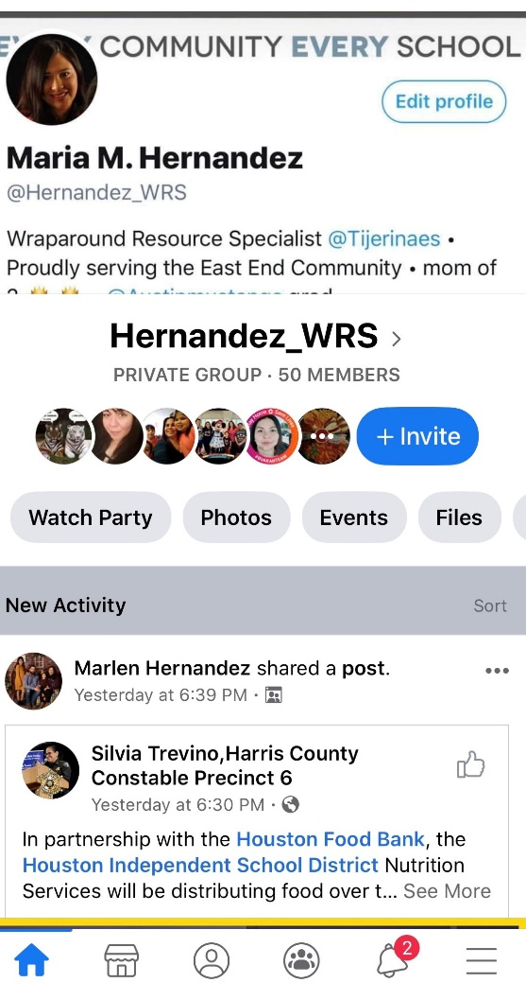 COMMUNITY EVERY SCHOOL
Edit profile
Maria M. Hernandez
@Hernandez_WRS
Wraparound Resource Specialist @Tijerinaes •
Proudly serving the East End Community • mom of
Hernandez_WRS >
PRIVATE GROUP · 50 MEMBERS
+ Invite
Watch Party
Photos
Events
Files
New Activity
Sort
Marlen Hernandez shared a post.
Yesterday at 6:39 PM ·
Silvia Trevino,Harris County
Constable Precinct 6
Yesterday at 6:30 PM ·
In partnership with the Houston Food Bank, the
Houston Independent School District Nutrition
Services will be distributing food over t... See More
2